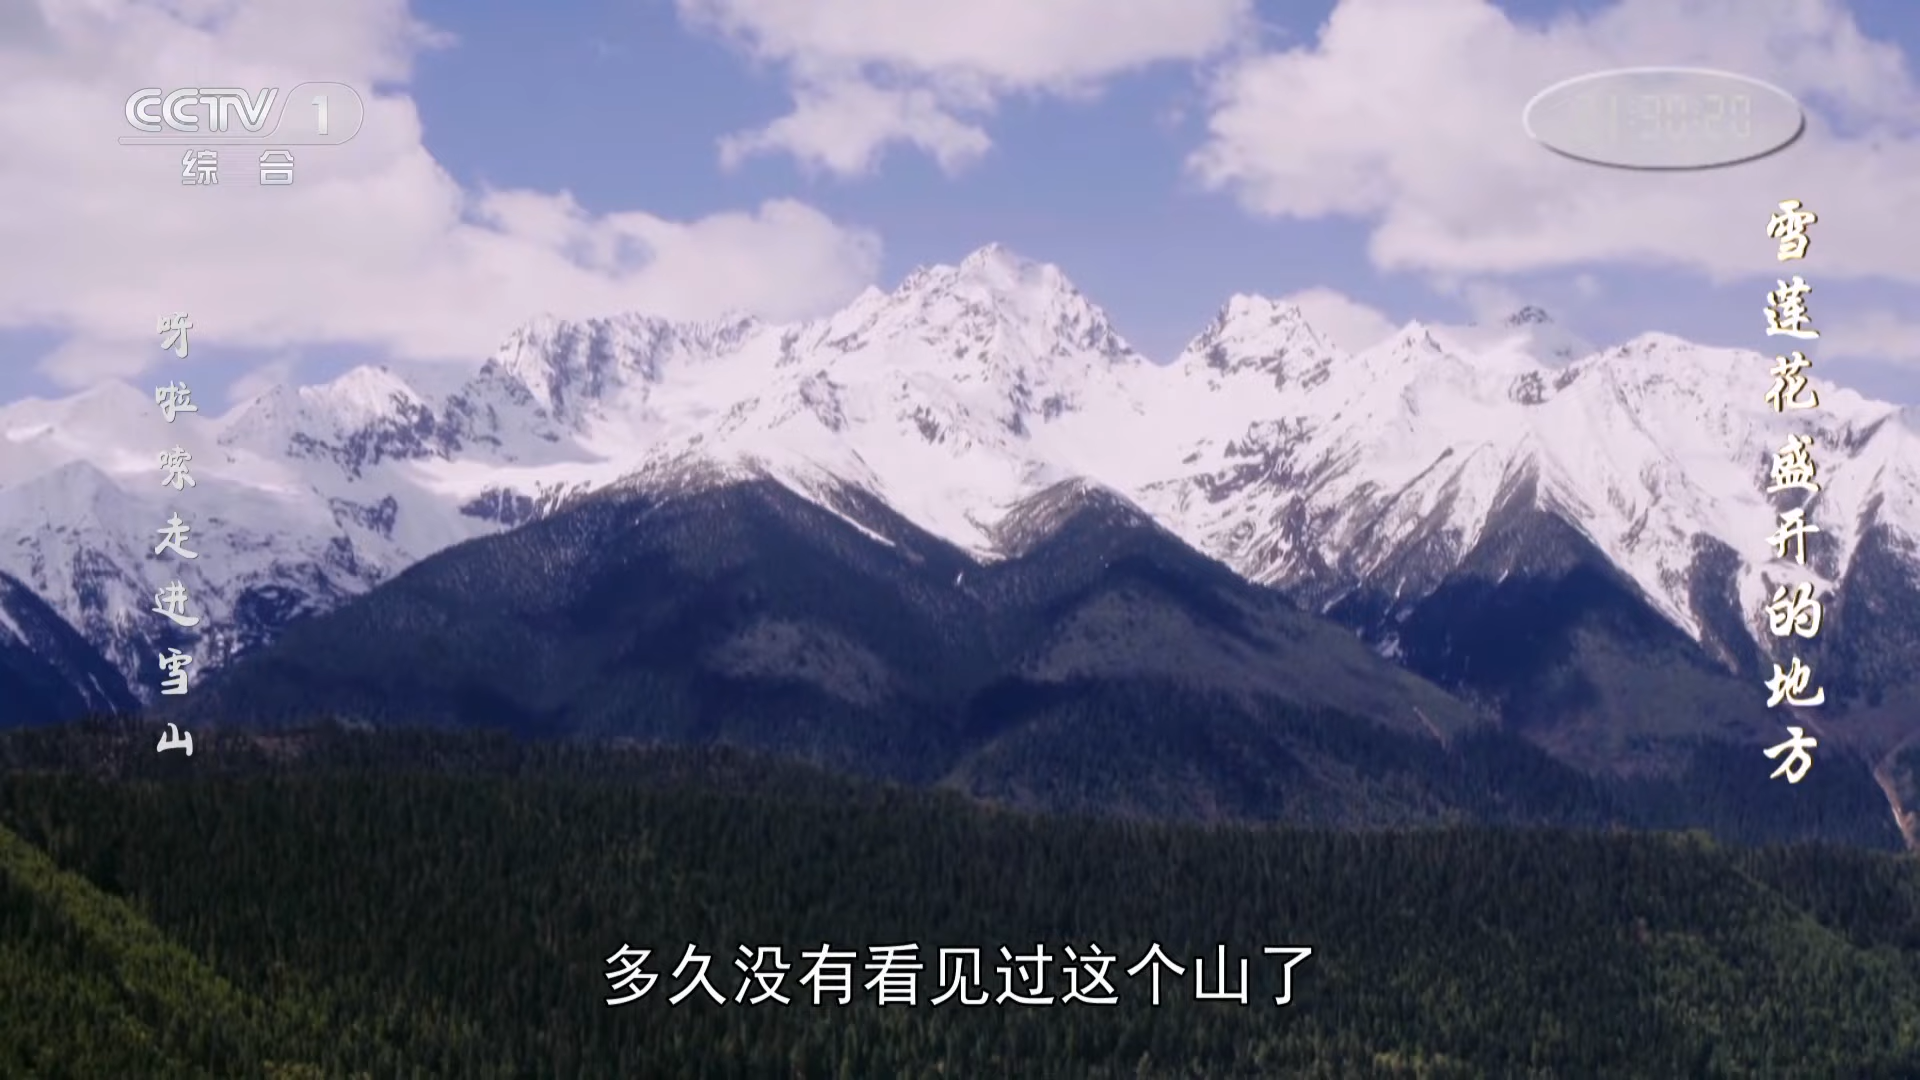 CCTV 1
综合
雪莲花盛开的地方
呀啦嗦走进雪山
多久没有看见过这个山了